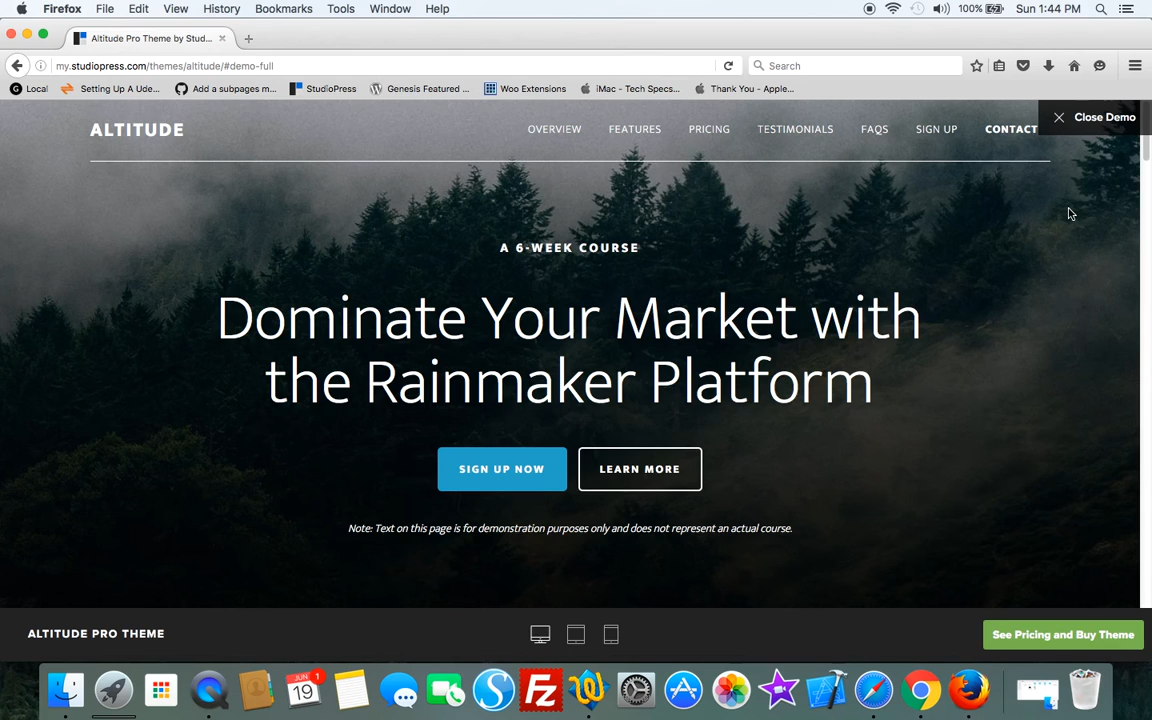 Firefox File Edit View History Bookmarks Tools Window Help 100% Sun 1:44 PM
Altitude Pro Theme by Stud...
my.studiopress.com/themes/altitude/#demo-full Search
Local Setting Up A Ude... Add a subpages m... StudioPress Genesis Featured ... Woo Extensions iMac - Tech Specs... Thank You - Apple...
Close Demo
ALTITUDE OVERVIEW FEATURES PRICING TESTIMONIALS FAQS SIGN UP CONTACT
A 6-WEEK COURSE
Dominate Your Market with
the Rainmaker Platform
SIGN UP NOW LEARN MORE
Note: Text on this page is for demonstration purposes only and does not represent an actual course.
ALTITUDE PRO THEME See Pricing and Buy Theme
JUN 1
19